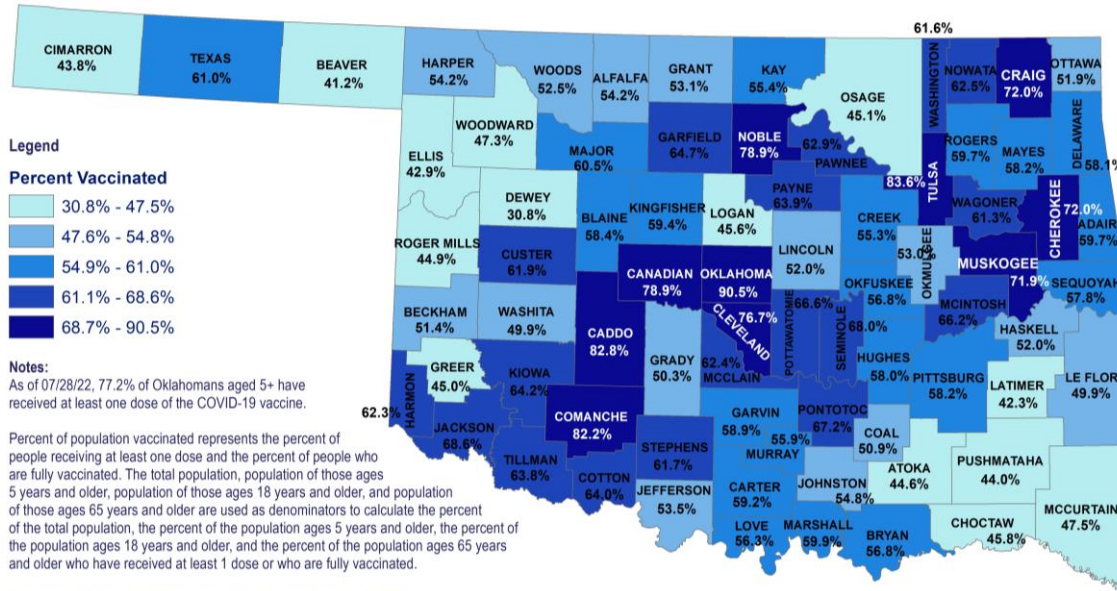 61.6%
CIMARRON
43.8%
TEXAS
61.0%
BEAVER
41.2%
HARPER
54.2%
WOODS
52.5%
ALFALFA
54.2%
GRANT
53.1%
KAY
55.4%
OSAGE
45.1%
WASHINGTON
NOWATA
62.5%
CRAIG
72.0%
OTTAWA
51.9%
WOODWARD
47.3%
ELLIS
42.9%
MAJOR
60.5%
GARFIELD
64.7%
NOBLE
78.9%
62.9%
PAWNEE
ROGERS
59.7%
MAYES
58.2%
DELAWARE
58.1%
DEWEY
30.8%
BLAINE
58.4%
KINGFISHER
59.4%
LOGAN
45.6%
PAYNE
63.9%
83.6%
TULSA
CREEK
55.3%
WAGONER
61.3%
CHEROKEE
72.0%
ADAIR
59.7%
ROGER MILLS
44.9%
CUSTER
61.9%
CANADIAN
78.9%
OKLAHOMA
90.5%
LINCOLN
52.0%
53.0%
OKMULGEE
MUSKOGEE
71.9%
OKFUSKEE
56.8%
SEQUOYAH
57.8%
BECKHAM
51.4%
WASHITA
49.9%
CADDO
82.8%
GRADY
50.3%
76.7%
CLEVELAND
66.6%
POTTAWATOMIE
SEMINOLE
68.0%
MCINTOSH
66.2%
HASKELL
52.0%
GREER
45.0%
KIOWA
64.2%
62.4%
MCCLAIN
HUGHES
58.0%
PITTSBURG
58.2%
LATIMER
42.3%
LE FLORE
49.9%
62.3%
HARMON
JACKSON
68.6%
COMANCHE
82.2%
GARVIN
58.9%
PONTOTOC
67.2%
COAL
50.9%
TILLMAN
63.8%
COTTON
64.0%
STEPHENS
61.7%
55.9%
MURRAY
JOHNSTON
54.8%
ATOKA
44.6%
PUSHMATAHA
44.0%
JEFFERSON
53.5%
CARTER
59.2%
LOVE
56.3%
MARSHALL
59.9%
BRYAN
56.8%
CHOCTAW
45.8%
MCCURTAIN
47.5%
Legend
Percent Vaccinated
30.8% - 47.5%
47.6% - 54.8%
54.9% - 61.0%
61.1% - 68.6%
68.7% - 90.5%
Notes:
As of 07/28/22, 77.2% of Oklahomans aged 5+ have
received at least one dose of the COVID-19 vaccine.
Percent of population vaccinated represents the percent of
people receiving at least one dose and the percent of people who
are fully vaccinated. The total population, population of those ages
5 years and older, population of those ages 18 years and older, and population
of those ages 65 years and older are used as denominators to calculate the percent
of the total population, the percent of the population ages 5 years and older, the percent of
the population ages 18 years and older, and the percent of the population ages 65 years
and older who have received at least 1 dose or who are fully vaccinated.